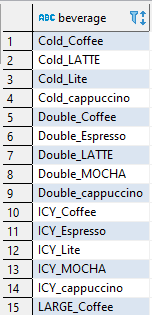 ABC beverage
1 Cold_Coffee
2 Cold_LATTE
3 Cold_Lite
4 Cold_cappuccino
5 Double_Coffee
6 Double_Espresso
7 Double_LATTE
8 Double_MOCHA
9 Double_cappuccino
10 ICY_Coffee
11 ICY_Espresso
12 ICY_Lite
13 ICY_MOCHA
14 ICY_cappuccino
15 LARGE_Coffee